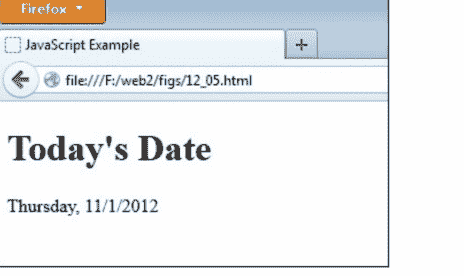 Firefox
JavaScript Example
+
file:///F:/web2/figs/12_05.html
Today's Date
Thursday, 11/1/2012